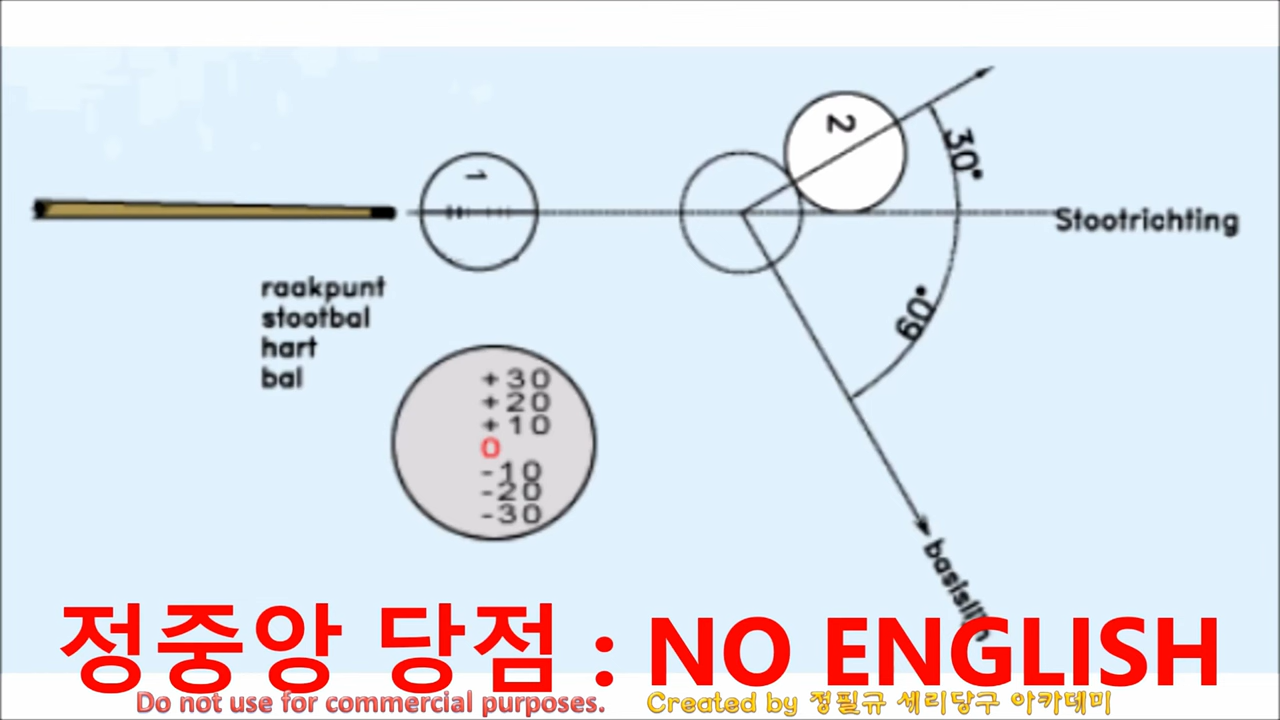 1
2
30°
Stootrichting
60°
raakpunt
stootbal
hart
bal
+30
+20
+10
0
-10
-20
-30
정중앙 당점 : NO ENGLISH
Do not use for commercial purposes. Created by 정필규 세리당구 아카데미